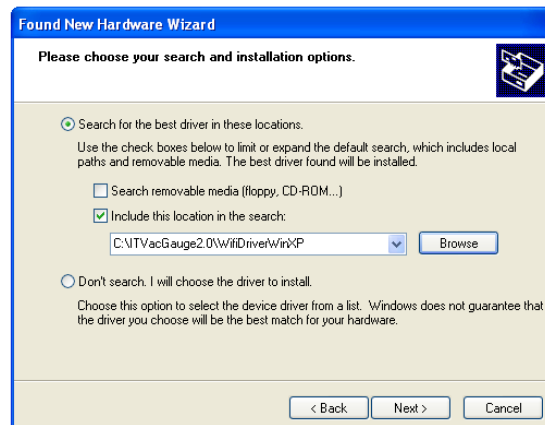 Found New Hardware Wizard
Please choose your search and installation options.
Search for the best driver in these locations.
Use the check boxes below to limit or expand the default search, which includes local
paths and removable media. The best driver found will be installed.
Search removable media (floppy, CD-ROM...)
Include this location in the search:
C:\ITVacGauge2.0\WifiDriverWinXP
Browse
Don't search. I will choose the driver to install.
Choose this option to select the device driver from a list. Windows does not guarantee that
the driver you choose will be the best match for your hardware.
< Back Next > Cancel